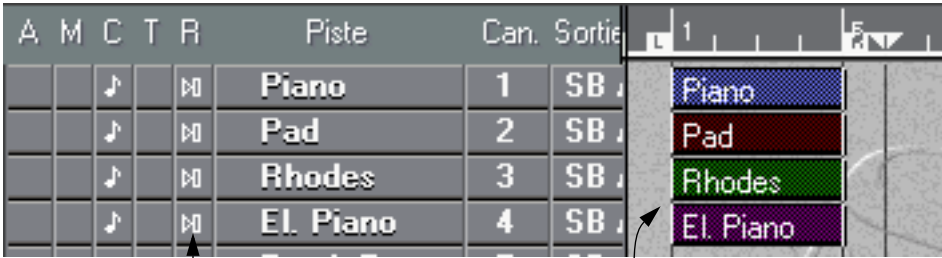 A M C T R Piste Can. Sortie 1 5
Piano 1 SB Piano
Pad 2 SB Pad
Rhodes 3 SB Rhodes
El. Piano 4 SB El. Piano